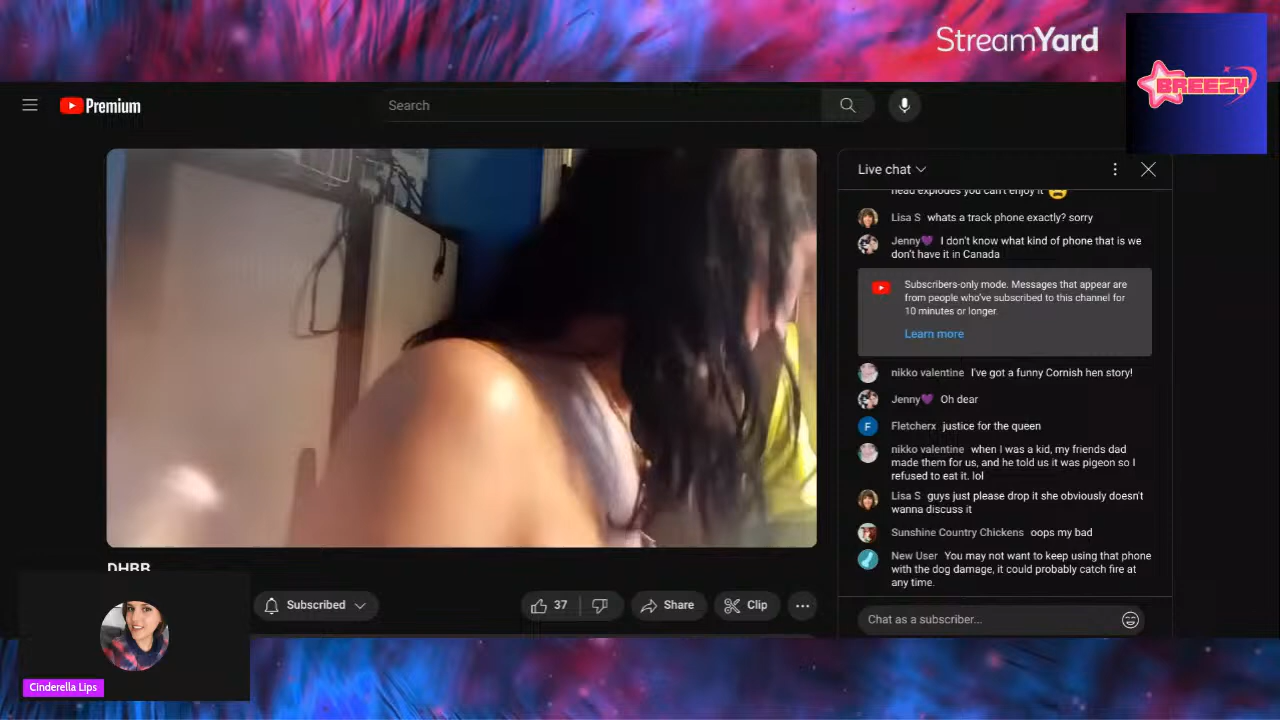 StreamYard
BREEZY
Premium
Search
Live chat
head explodes you can't enjoy it
Lisa S whats a track phone exactly? sorry
Jenny💜 I don't know what kind of phone that is we
don't have it in Canada
Subscribers-only mode. Messages that appear are
from people who've subscribed to this channel for
10 minutes or longer.
Learn more
nikko valentine I've got a funny Cornish hen story!
Jenny💜 Oh dear
F
Fletcherx justice for the queen
nikko valentine when I was a kid, my friends dad
made them for us, and he told us it was pigeon so I
refused to eat it. lol
Lisa S guys just please drop it she obviously doesn't
wanna discuss it
Sunshine Country Chickens oops my bad
New User You may not want to keep using that phone
with the dog damage, it could probably catch fire at
any time.
Chat as a subscriber...
DHBB
Subscribed
37
Share
Clip
Cinderella Lips